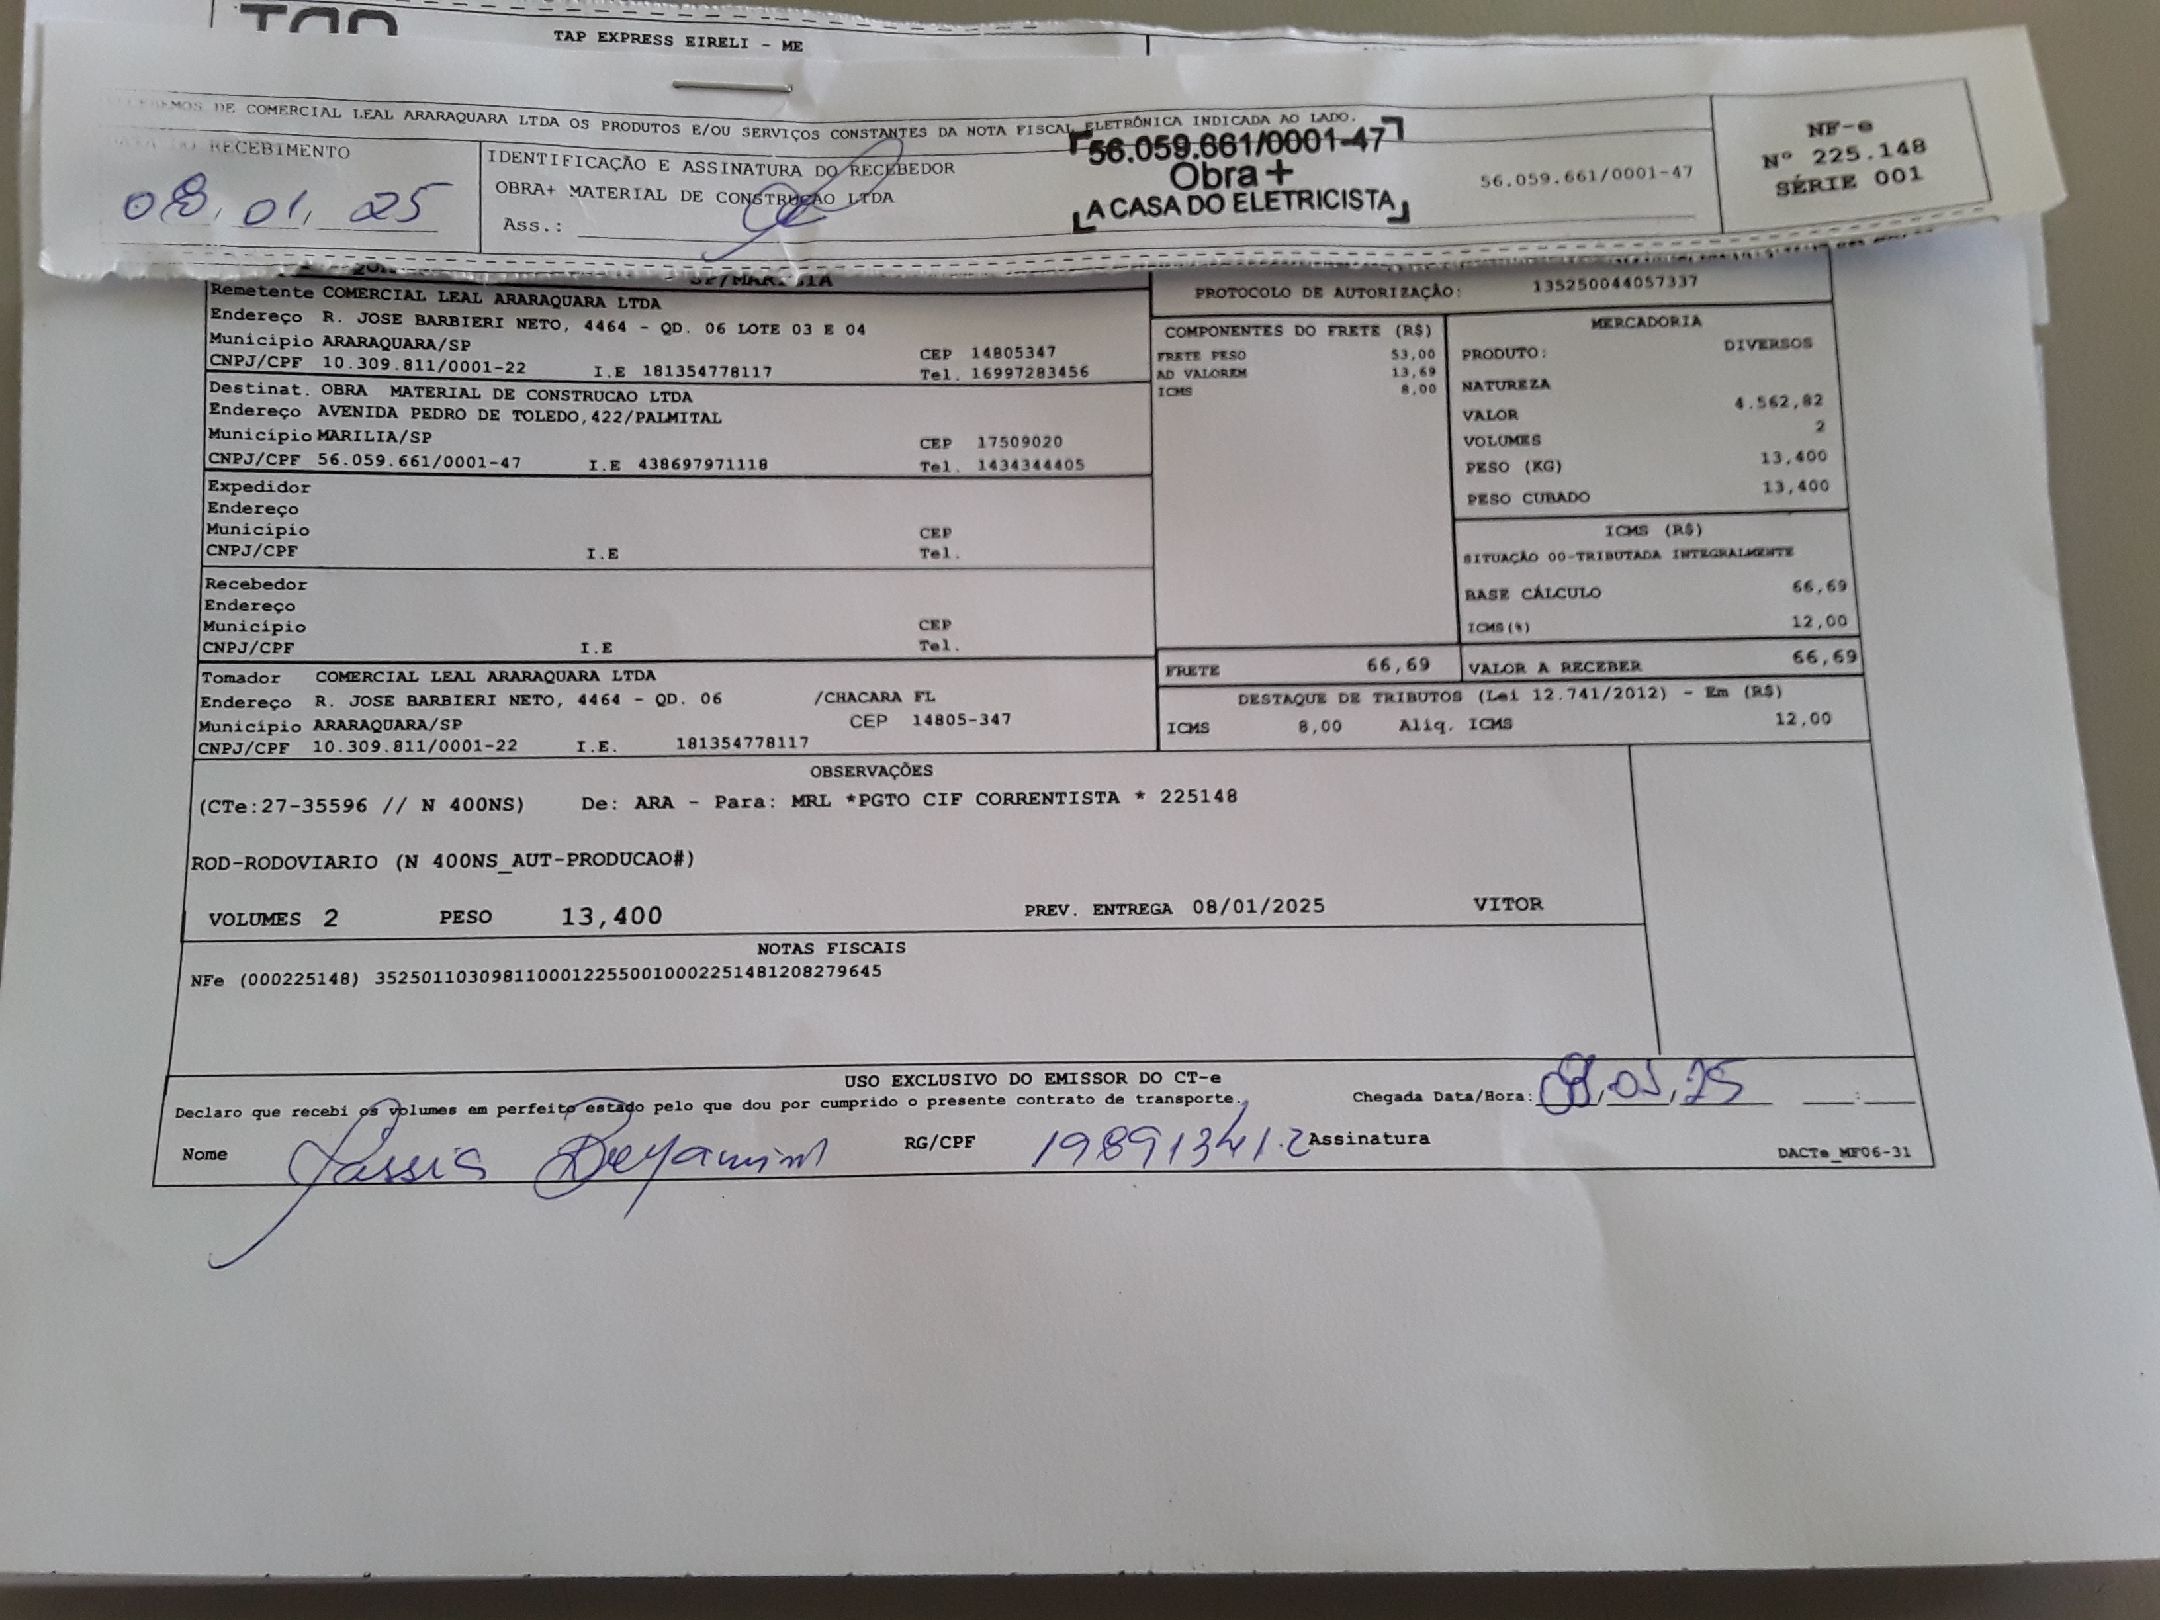 TAP EXPRESS EIRELI - ME
DE COMERCIAL LEAL ARARAQUARA LTDA OS PRODUTOS E/OU SERVIÇOS CONSTANTES DA NOTA FISCAL ELETRÔNICA INDICADA AO LADO.
RECEBIMENTO
08, 01, 25
IDENTIFICAÇÃO E ASSINATURA DO RECEBEDOR
OBRA+ MATERIAL DE CONSTRUCAO LTDA
Ass.:
56.059.661/0001-47
Obra+
A CASA DO ELETRICISTA
56.059.661/0001-47
NF-e
Nº 225.148
SÉRIE 001
SP/MARILIA
Remetente COMERCIAL LEAL ARARAQUARA LTDA
Endereço R. JOSE BARBIERI NETO, 4464 - QD. 06 LOTE 03 E 04
Município ARARAQUARA/SP CEP 14805347
CNPJ/CPF 10.309.811/0001-22 I.E 181354778117 Tel. 16997283456
Destinat. OBRA MATERIAL DE CONSTRUCAO LTDA
Endereço AVENIDA PEDRO DE TOLEDO,422/PALMITAL
Município MARILIA/SP CEP 17509020
CNPJ/CPF 56.059.661/0001-47 I.E 438697971118 Tel. 1434344405
Expedidor
Endereço
Município CEP
CNPJ/CPF I.E Tel.
Recebedor
Endereço
Município CEP
CNPJ/CPF I.E Tel.
Tomador COMERCIAL LEAL ARARAQUARA LTDA
Endereço R. JOSE BARBIERI NETO, 4464 - QD. 06 /CHACARA FL
Município ARARAQUARA/SP CEP 14805-347
CNPJ/CPF 10.309.811/0001-22 I.E. 181354778117
PROTOCOLO DE AUTORIZAÇÃO: 135250044057337
COMPONENTES DO FRETE (R$)
FRETE PESO 53,00
AD VALOREM 13,69
ICMS 8,00
MERCADORIA
PRODUTO: DIVERSOS
NATUREZA
VALOR 4.562,82
VOLUMES 2
PESO (KG) 13,400
PESO CUBADO 13,400
ICMS (R$)
SITUAÇÃO 00-TRIBUTADA INTEGRALMENTE
BASE CÁLCULO 66,69
ICMS(%) 12,00
FRETE 66,69
VALOR A RECEBER 66,69
DESTAQUE DE TRIBUTOS (Lei 12.741/2012) - Em (R$)
ICMS 8,00 Aliq. ICMS 12,00
OBSERVAÇÕES
(CTe:27-35596 // N 400NS) De: ARA - Para: MRL *PGTO CIF CORRENTISTA * 225148
ROD-RODOVIARIO (N 400NS_AUT-PRODUCAO#)
VOLUMES 2 PESO 13,400 PREV. ENTREGA 08/01/2025 VITOR
NOTAS FISCAIS
NFe (000225148) 35250110309811000122550010002251481208279645
USO EXCLUSIVO DO EMISSOR DO CT-e
Declaro que recebi os volumes em perfeito estado pelo que dou por cumprido o presente contrato de transporte.
Chegada Data/Hora: 08, 01, 25 :
Nome RG/CPF 19891341.2 Assinatura
DACTe_MF06-31